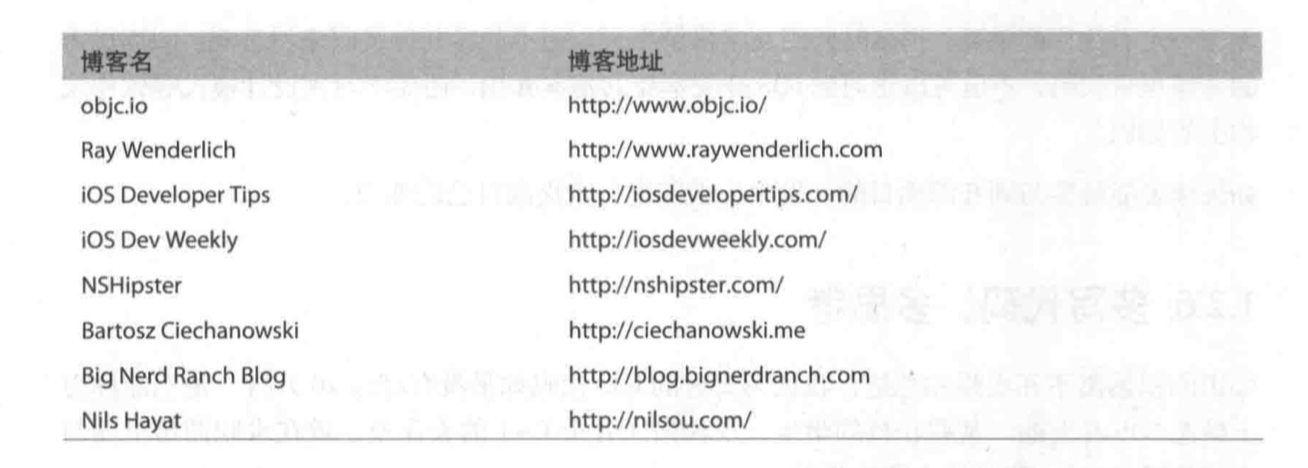 博客名 博客地址
objc.io http://www.objc.io/
Ray Wenderlich http://www.raywenderlich.com
iOS Developer Tips http://iosdevelopertips.com/
iOS Dev Weekly http://iosdevweekly.com/
NSHipster http://nshipster.com/
Bartosz Ciechanowski http://ciechanowski.me
Big Nerd Ranch Blog http://blog.bignerdranch.com
Nils Hayat http://nilsou.com/